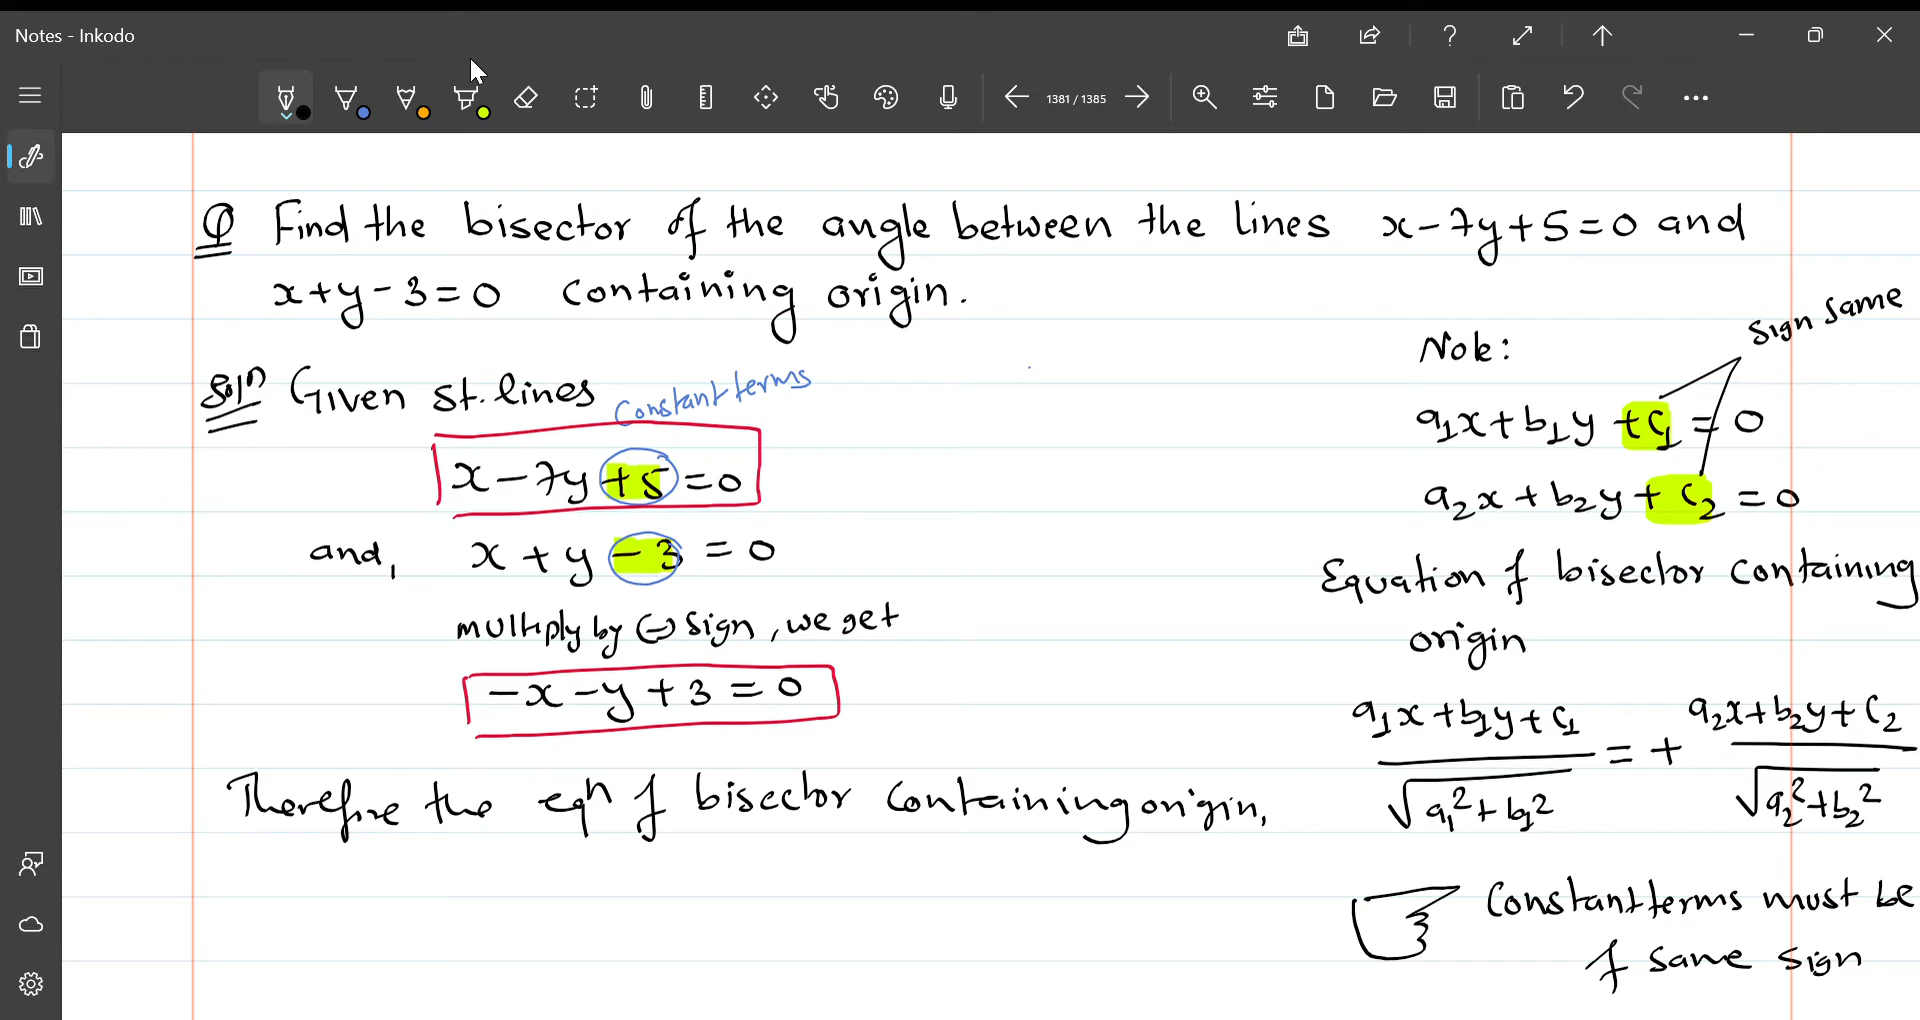 Notes - Inkodo
1381 / 1385
Q Find the bisector of the angle between the lines x-7y+5=0 and
x+y-3=0 containing origin.
Solⁿ Given st. lines
Constant terms
x-7y+5=0
and, x+y-3=0
multiply by (-) sign, we get
-x-y+3=0
Therefore the eqⁿ of bisector containing origin,
Note:
Sign same
a₁x+b₁y+c₁=0
a₂x+b₂y+c₂=0
Equation of bisector containing
origin
(a₁x+b₁y+c₁)/√(a₁²+b₁²) = + (a₂x+b₂y+c₂)/√(a₂²+b₂²)
Constant terms must be
of same sign